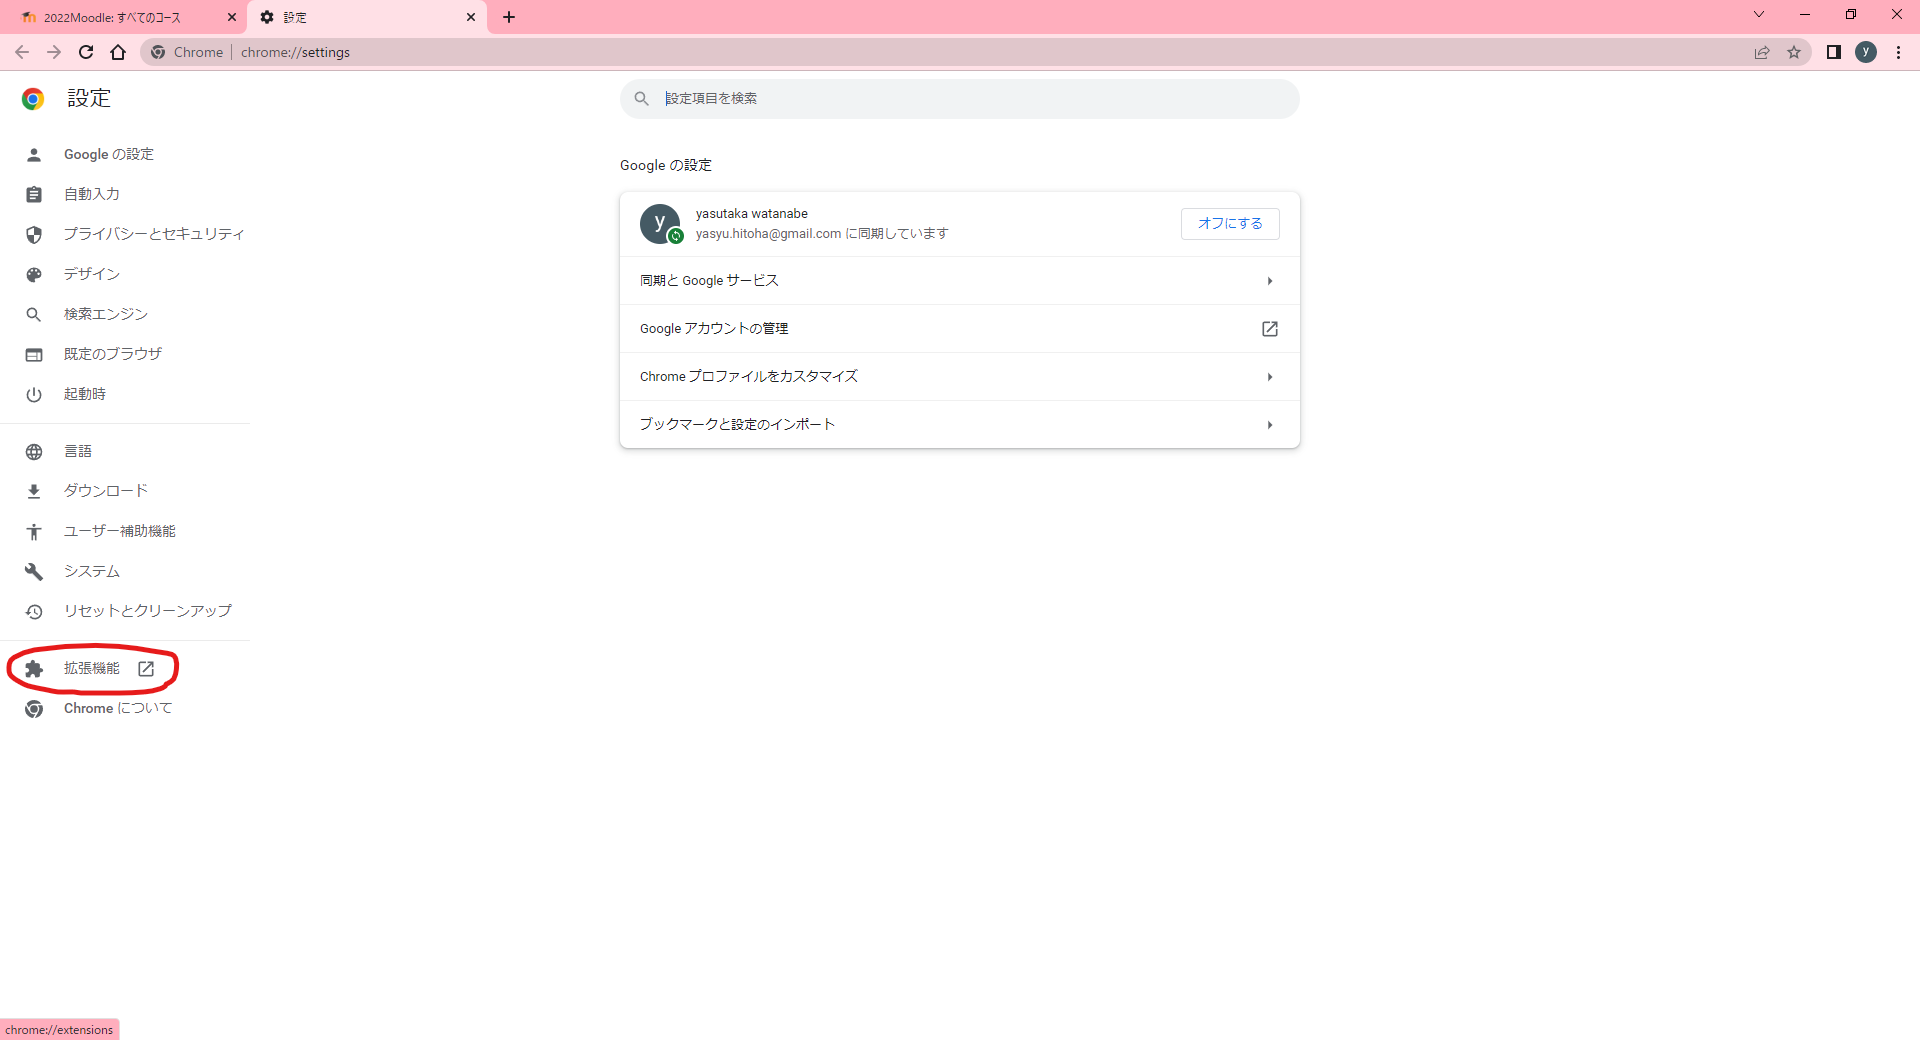 2022Moodle: すべてのコース
設定
Chrome
chrome://settings
y
設定
設定項目を検索
Google の設定
自動入力
プライバシーとセキュリティ
デザイン
検索エンジン
既定のブラウザ
起動時
言語
ダウンロード
ユーザー補助機能
システム
リセットとクリーンアップ
拡張機能
Chrome について
Google の設定
y
yasutaka watanabe
yasyu.hitoha@gmail.com に同期しています
オフにする
同期と Google サービス
Google アカウントの管理
Chrome プロファイルをカスタマイズ
ブックマークと設定のインポート
chrome://extensions